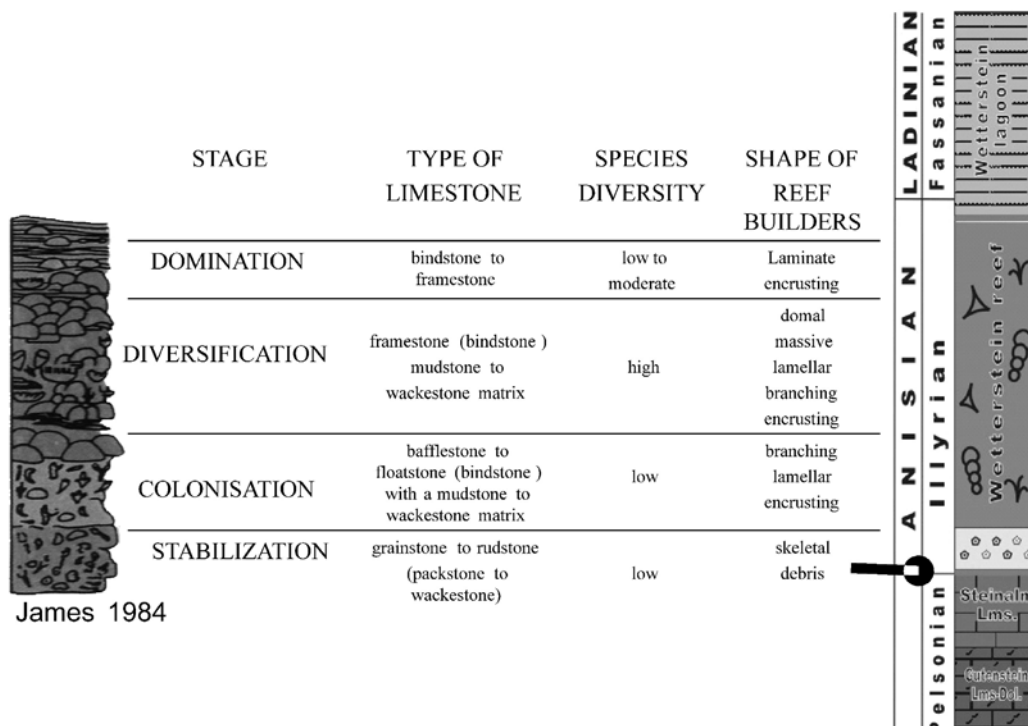 STAGE
TYPE OF
LIMESTONE
SPECIES
DIVERSITY
SHAPE OF
REEF
BUILDERS
DOMINATION
bindstone to
framestone
low to
moderate
Laminate
encrusting
DIVERSIFICATION
framestone (bindstone )
mudstone to
wackestone matrix
high
domal
massive
lamellar
branching
encrusting
COLONISATION
bafflestone to
floatstone (bindstone )
with a mudstone to
wackestone matrix
low
branching
lamellar
encrusting
STABILIZATION
grainstone to rudstone
(packstone to
wackestone)
low
skeletal
debris
James 1984
LADINIAN
Fassanian
ANISIAN
Illyrian
Pelsonian
Wetterstein
lagoon
Wetterstein reef
Steinalm
Lms.
Gutenstein
Lms-Dol.